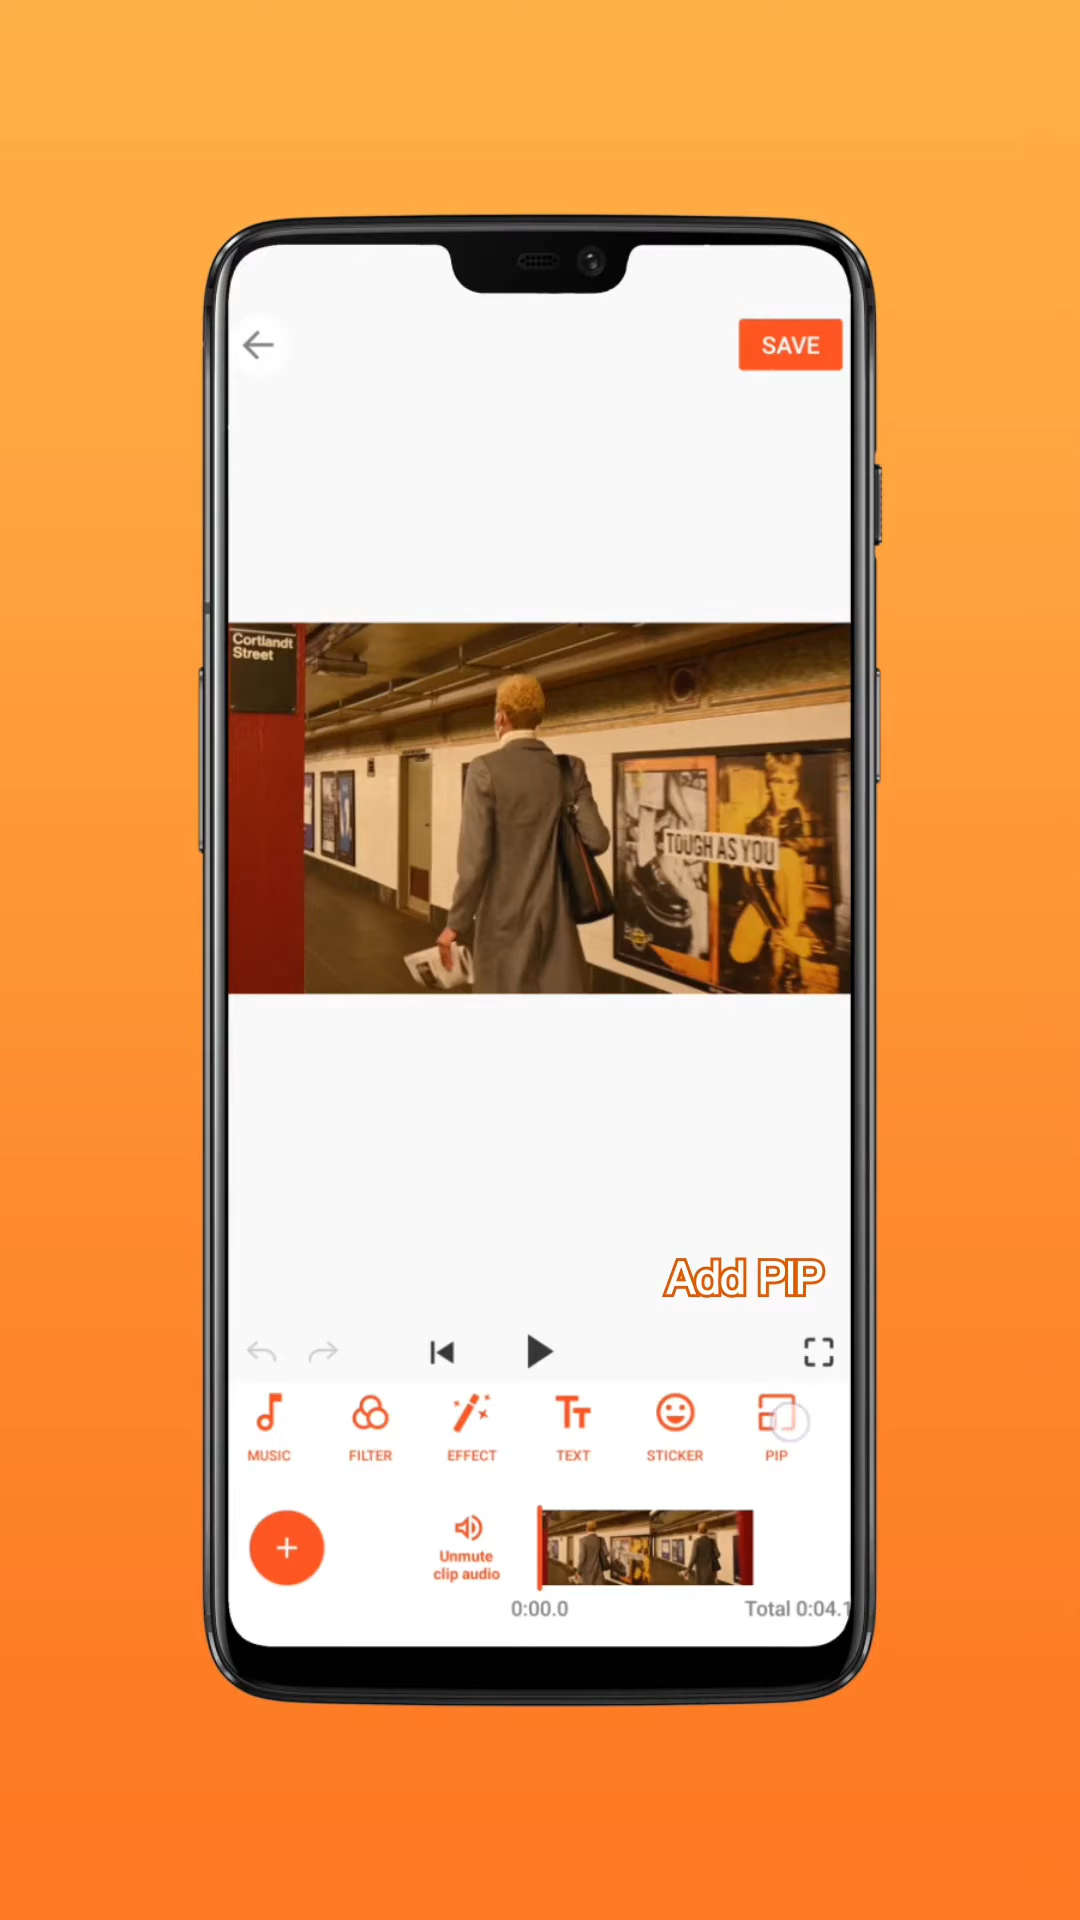 SAVE
Cortlandt
Street
TOUGH AS YOU
Add PIP
MUSIC
FILTER
EFFECT
TEXT
STICKER
PIP
Unmute
clip audio
0:00.0
Total 0:04.1